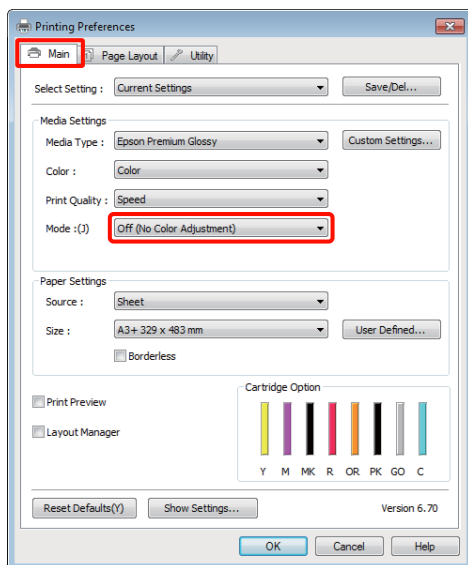 Printing Preferences
Main
Page Layout
Utility
Select Setting : Current Settings Save/Del...
Media Settings
Media Type : Epson Premium Glossy Custom Settings...
Color : Color
Print Quality : Speed
Mode :(J) Off (No Color Adjustment)
Paper Settings
Source : Sheet
Size : A3+ 329 x 483 mm User Defined...
Borderless
Cartridge Option
Print Preview
Layout Manager
Y M MK R OR PK GO C
Reset Defaults(Y) Show Settings... Version 6.70
OK Cancel Help